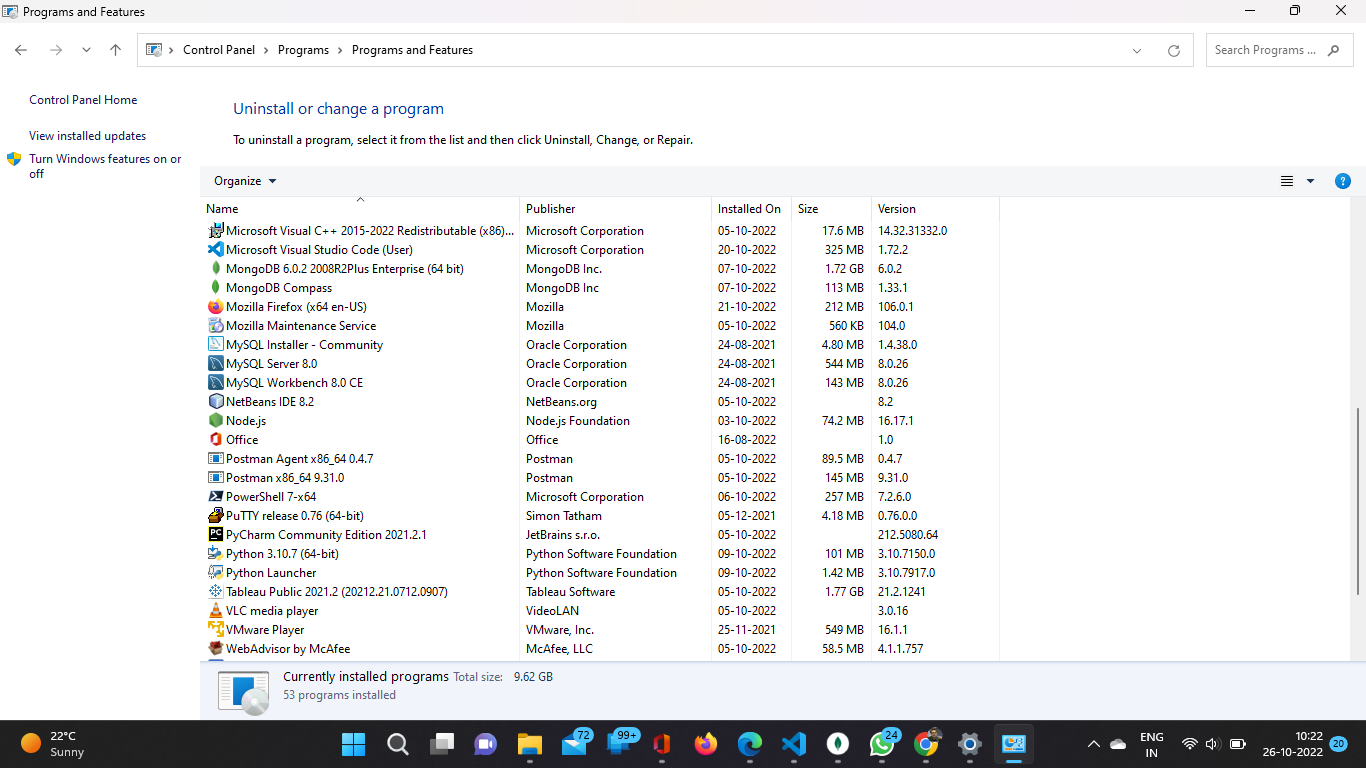 Programs and Features
Control Panel > Programs > Programs and Features
Search Programs ...
Control Panel Home
View installed updates
Turn Windows features on or
off
Uninstall or change a program
To uninstall a program, select it from the list and then click Uninstall, Change, or Repair.
Organize
Name Publisher Installed On Size Version
Microsoft Visual C++ 2015-2022 Redistributable (x86)... Microsoft Corporation 05-10-2022 17.6 MB 14.32.31332.0
Microsoft Visual Studio Code (User) Microsoft Corporation 20-10-2022 325 MB 1.72.2
MongoDB 6.0.2 2008R2Plus Enterprise (64 bit) MongoDB Inc. 07-10-2022 1.72 GB 6.0.2
MongoDB Compass MongoDB Inc 07-10-2022 113 MB 1.33.1
Mozilla Firefox (x64 en-US) Mozilla 21-10-2022 212 MB 106.0.1
Mozilla Maintenance Service Mozilla 05-10-2022 560 KB 104.0
MySQL Installer - Community Oracle Corporation 24-08-2021 4.80 MB 1.4.38.0
MySQL Server 8.0 Oracle Corporation 24-08-2021 544 MB 8.0.26
MySQL Workbench 8.0 CE Oracle Corporation 24-08-2021 143 MB 8.0.26
NetBeans IDE 8.2 NetBeans.org 05-10-2022 8.2
Node.js Node.js Foundation 03-10-2022 74.2 MB 16.17.1
Office Office 16-08-2022 1.0
Postman Agent x86_64 0.4.7 Postman 05-10-2022 89.5 MB 0.4.7
Postman x86_64 9.31.0 Postman 05-10-2022 145 MB 9.31.0
PowerShell 7-x64 Microsoft Corporation 06-10-2022 257 MB 7.2.6.0
PuTTY release 0.76 (64-bit) Simon Tatham 05-12-2021 4.18 MB 0.76.0.0
PC PyCharm Community Edition 2021.2.1 JetBrains s.r.o. 05-10-2022 212.5080.64
Python 3.10.7 (64-bit) Python Software Foundation 09-10-2022 101 MB 3.10.7150.0
Python Launcher Python Software Foundation 09-10-2022 1.42 MB 3.10.7917.0
Tableau Public 2021.2 (20212.21.0712.0907) Tableau Software 05-10-2022 1.77 GB 21.2.1241
VLC media player VideoLAN 05-10-2022 3.0.16
VMware Player VMware, Inc. 25-11-2021 549 MB 16.1.1
WebAdvisor by McAfee McAfee, LLC 05-10-2022 58.5 MB 4.1.1.757
Currently installed programs Total size: 9.62 GB
53 programs installed
22°C
Sunny
72
99+
24
ENG
IN
10:22
26-10-2022
20